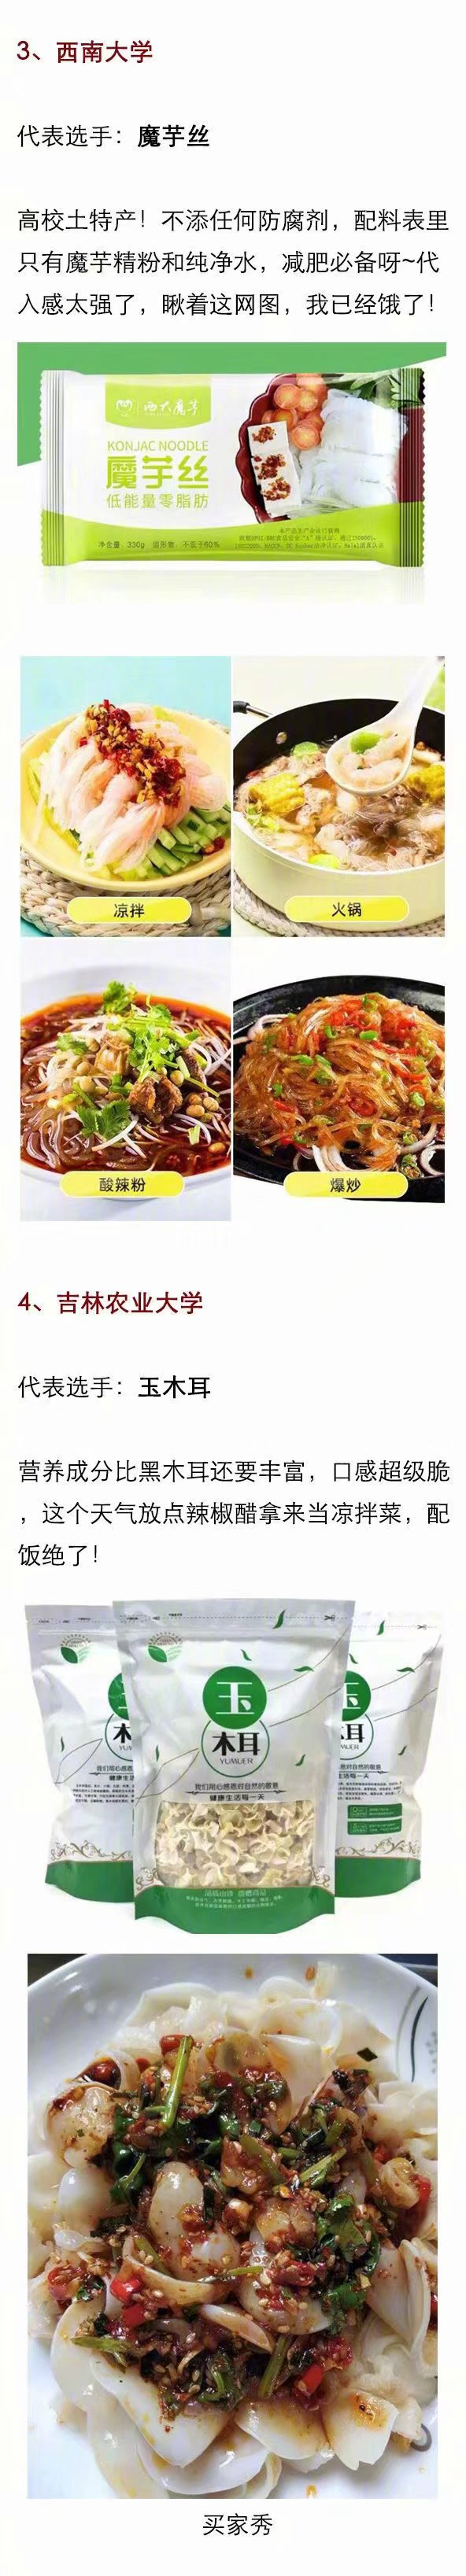 3、西南大学
代表选手：魔芋丝
高校土特产！不添任何防腐剂，配料表里
只有魔芋精粉和纯净水，减肥必备呀~代
入感太强了，瞅着这网图，我已经饿了！
西大魔芋
KONJAC NOODLE
魔芋丝
低能量零脂肪
净含量：330g 固形物：不低于60%
凉拌
火锅
酸辣粉
爆炒
4、吉林农业大学
代表选手：玉木耳
营养成分比黑木耳还要丰富，口感超级脆
，这个天气放点辣椒醋拿来当凉拌菜，配
饭绝了！
玉
木耳
YUMUER
我们用心感恩对自然的敬意
健康生活每一天
买家秀